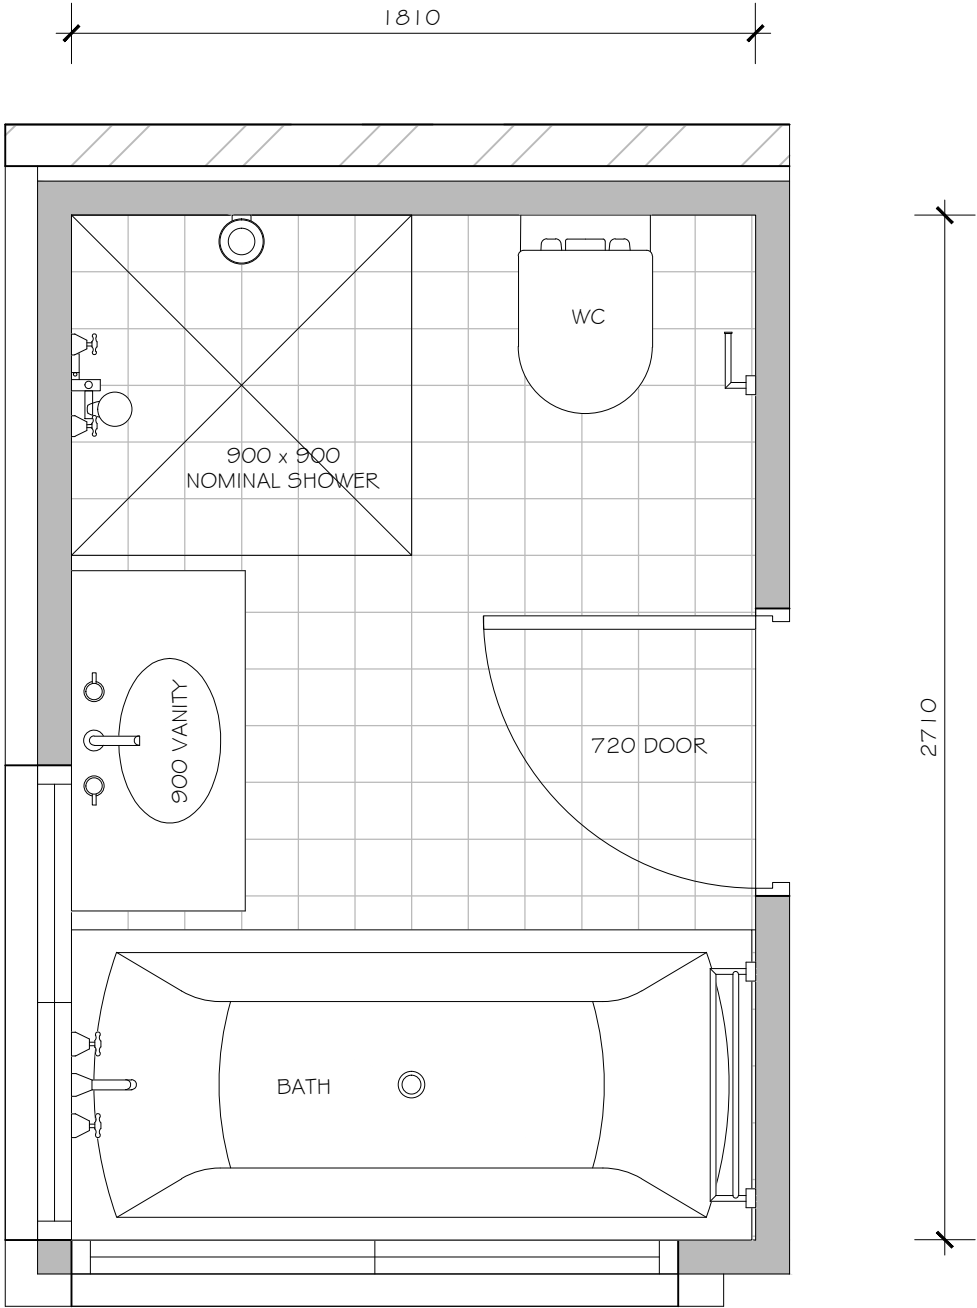 1810
WC
900 x 900
NOMINAL SHOWER
900 VANITY
720 DOOR
2710
BATH